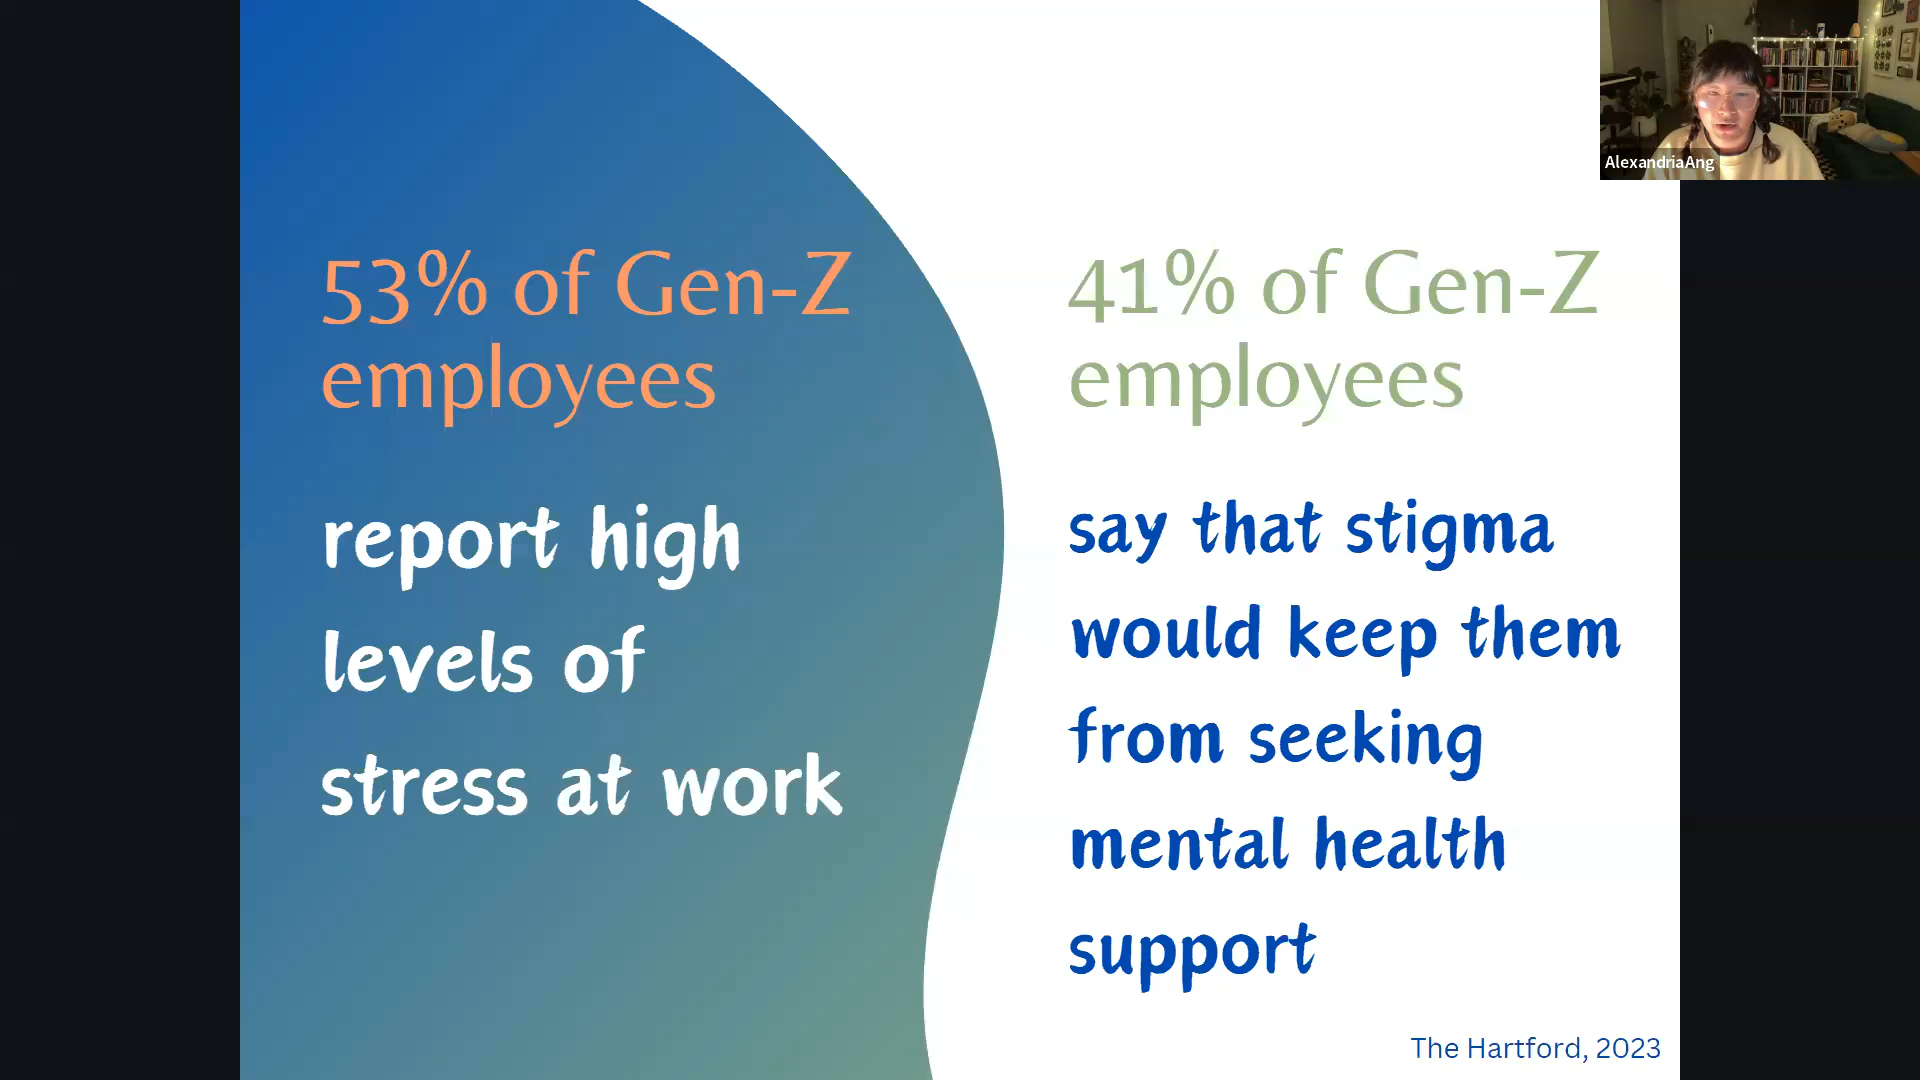 53% of Gen-Z
employees
report high
levels of
stress at work
41% of Gen-Z
employees
say that stigma
would keep them
from seeking
mental health
support
The Hartford, 2023
AlexandriaAng